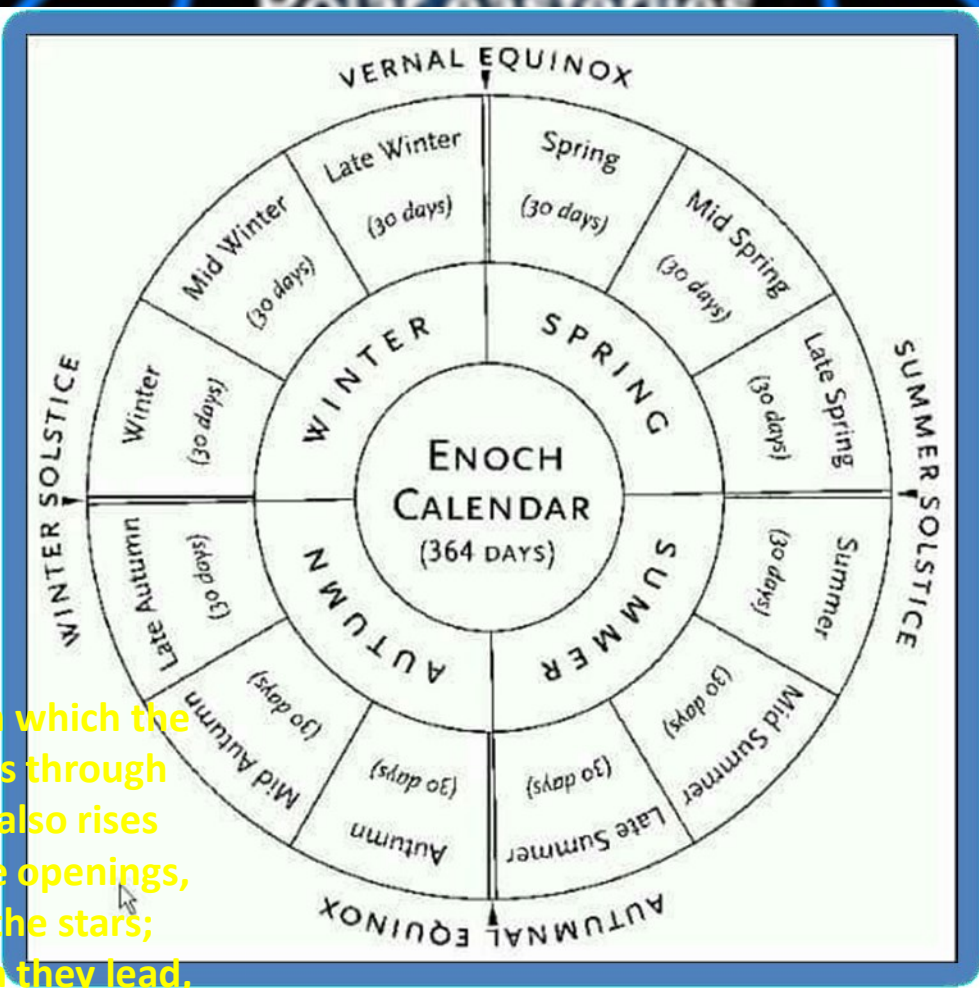 VERNAL EQUINOX
Late Winter
(30 days)
Spring
(30 days)
Mid Winter
(30 days)
Mid Spring
(30 days)
Winter
(30 days)
Late Spring
(30 days)
WINTER
SPRING
WINTER SOLSTICE
SUMMER SOLSTICE
ENOCH
CALENDAR
(364 DAYS)
AUTUMN
SUMMER
Late Autumn
(30 days)
Summer
(30 days)
Mid Autumn
(30 days)
Mid Summer
(30 days)
Autumn
(30 days)
Late Summer
(30 days)
AUTUMNAL EQUINOX
which the
through
also rises
openings,
the stars;
they lead,